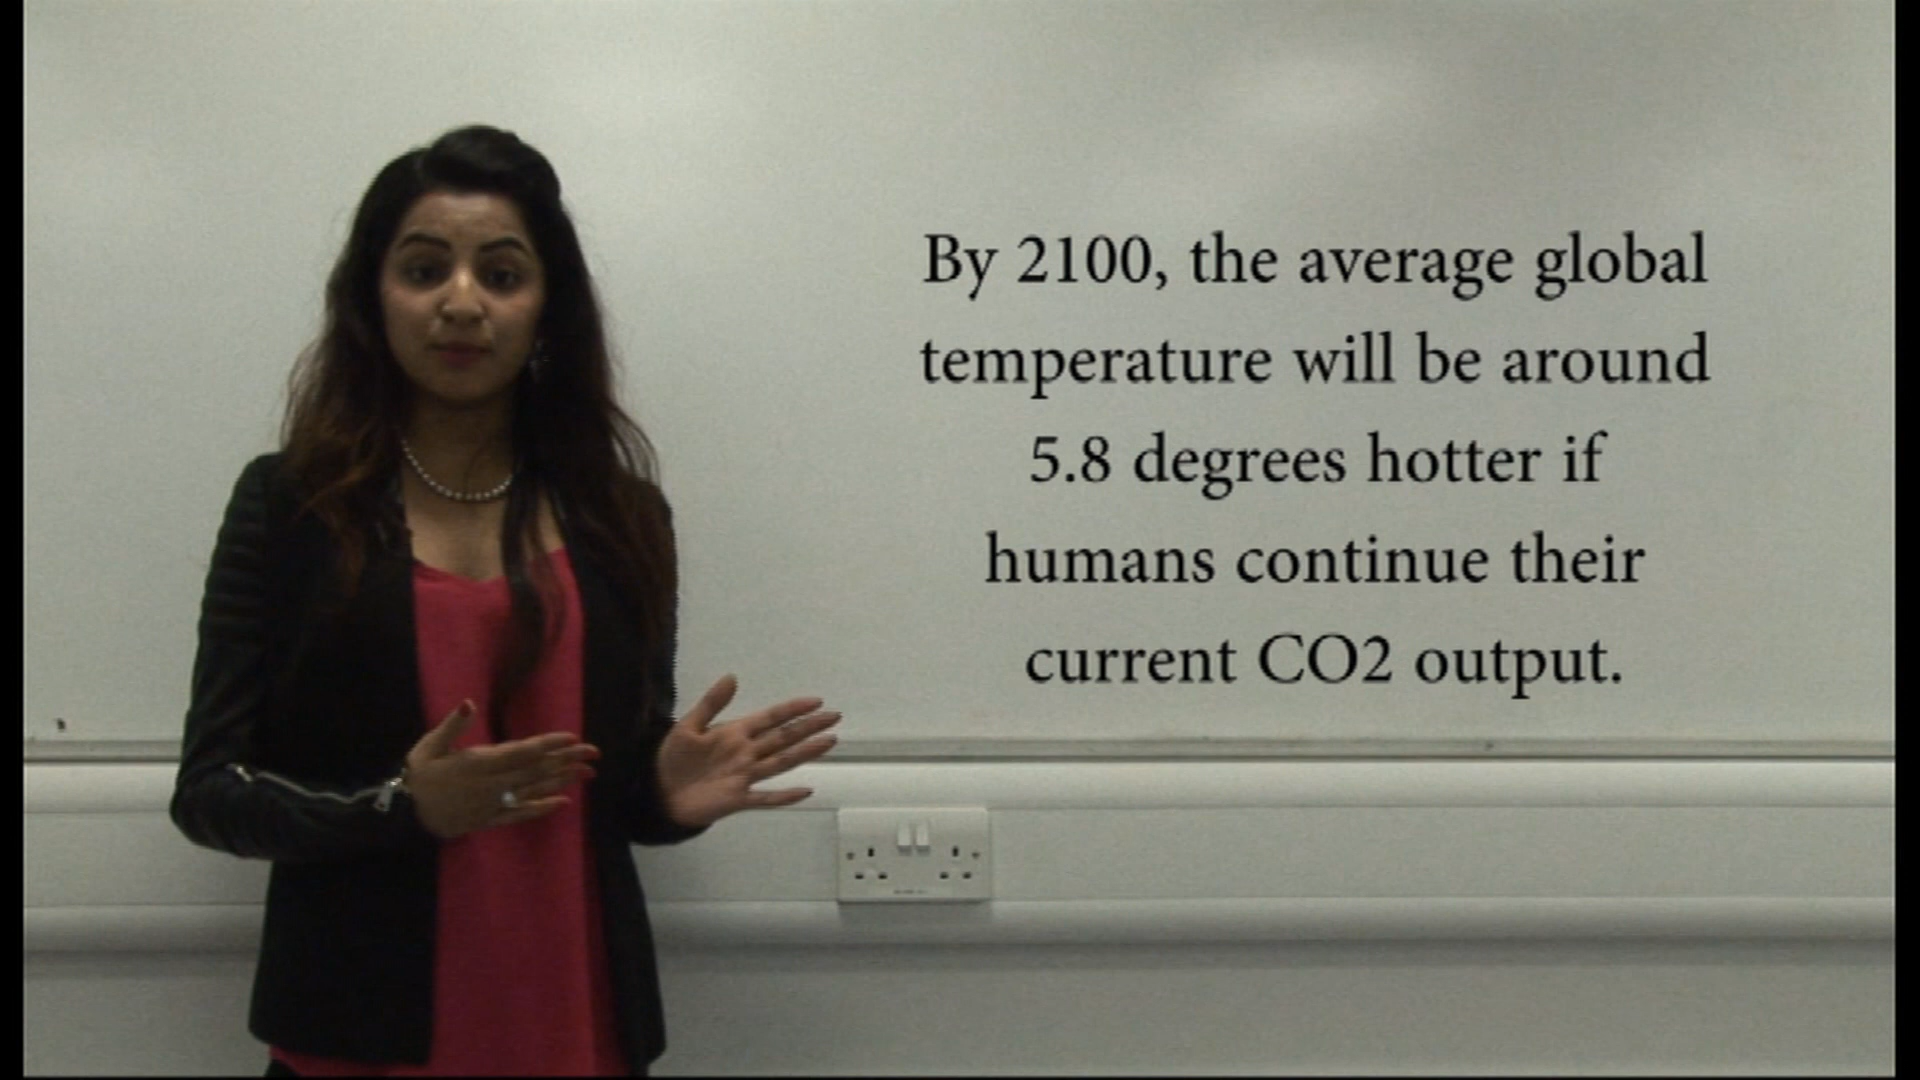 By 2100, the average global
temperature will be around
5.8 degrees hotter if
humans continue their
current CO2 output.